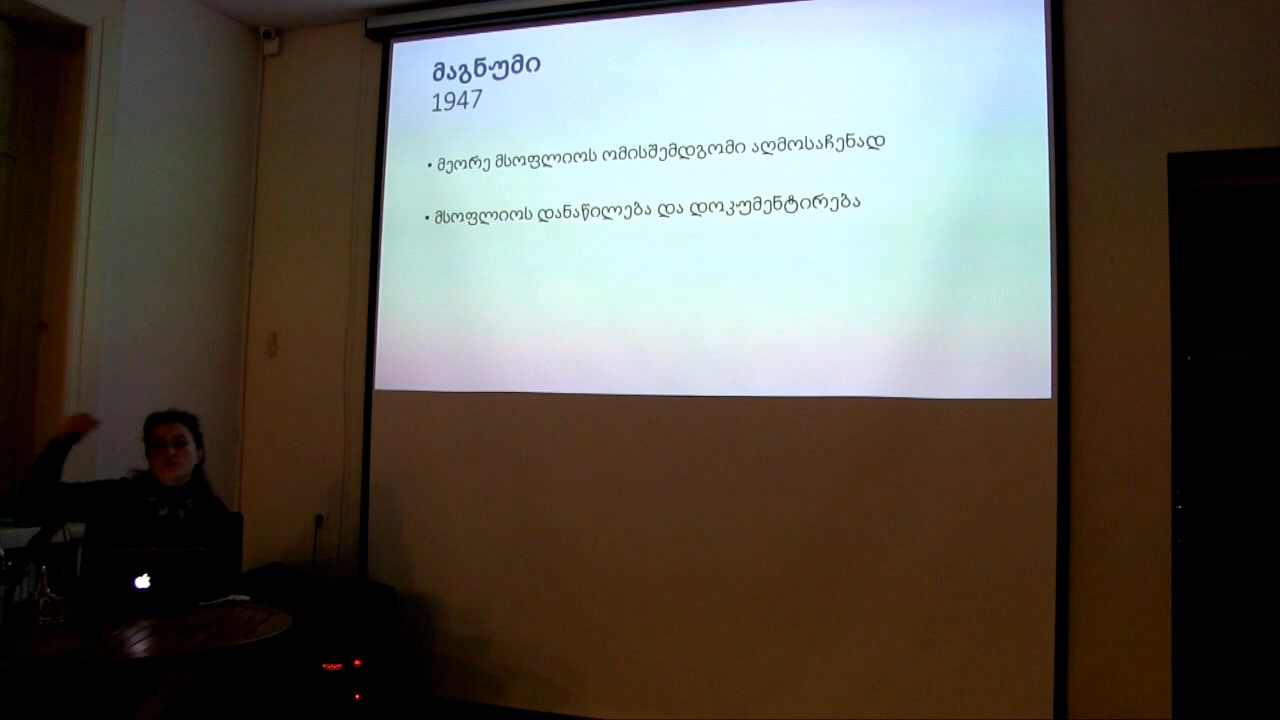 მაგნუმი
1947
• მეორე მსოფლიოს ომისშემდგომი აღმოსაჩენად
• მსოფლიოს დანაწილება და დოკუმენტირება